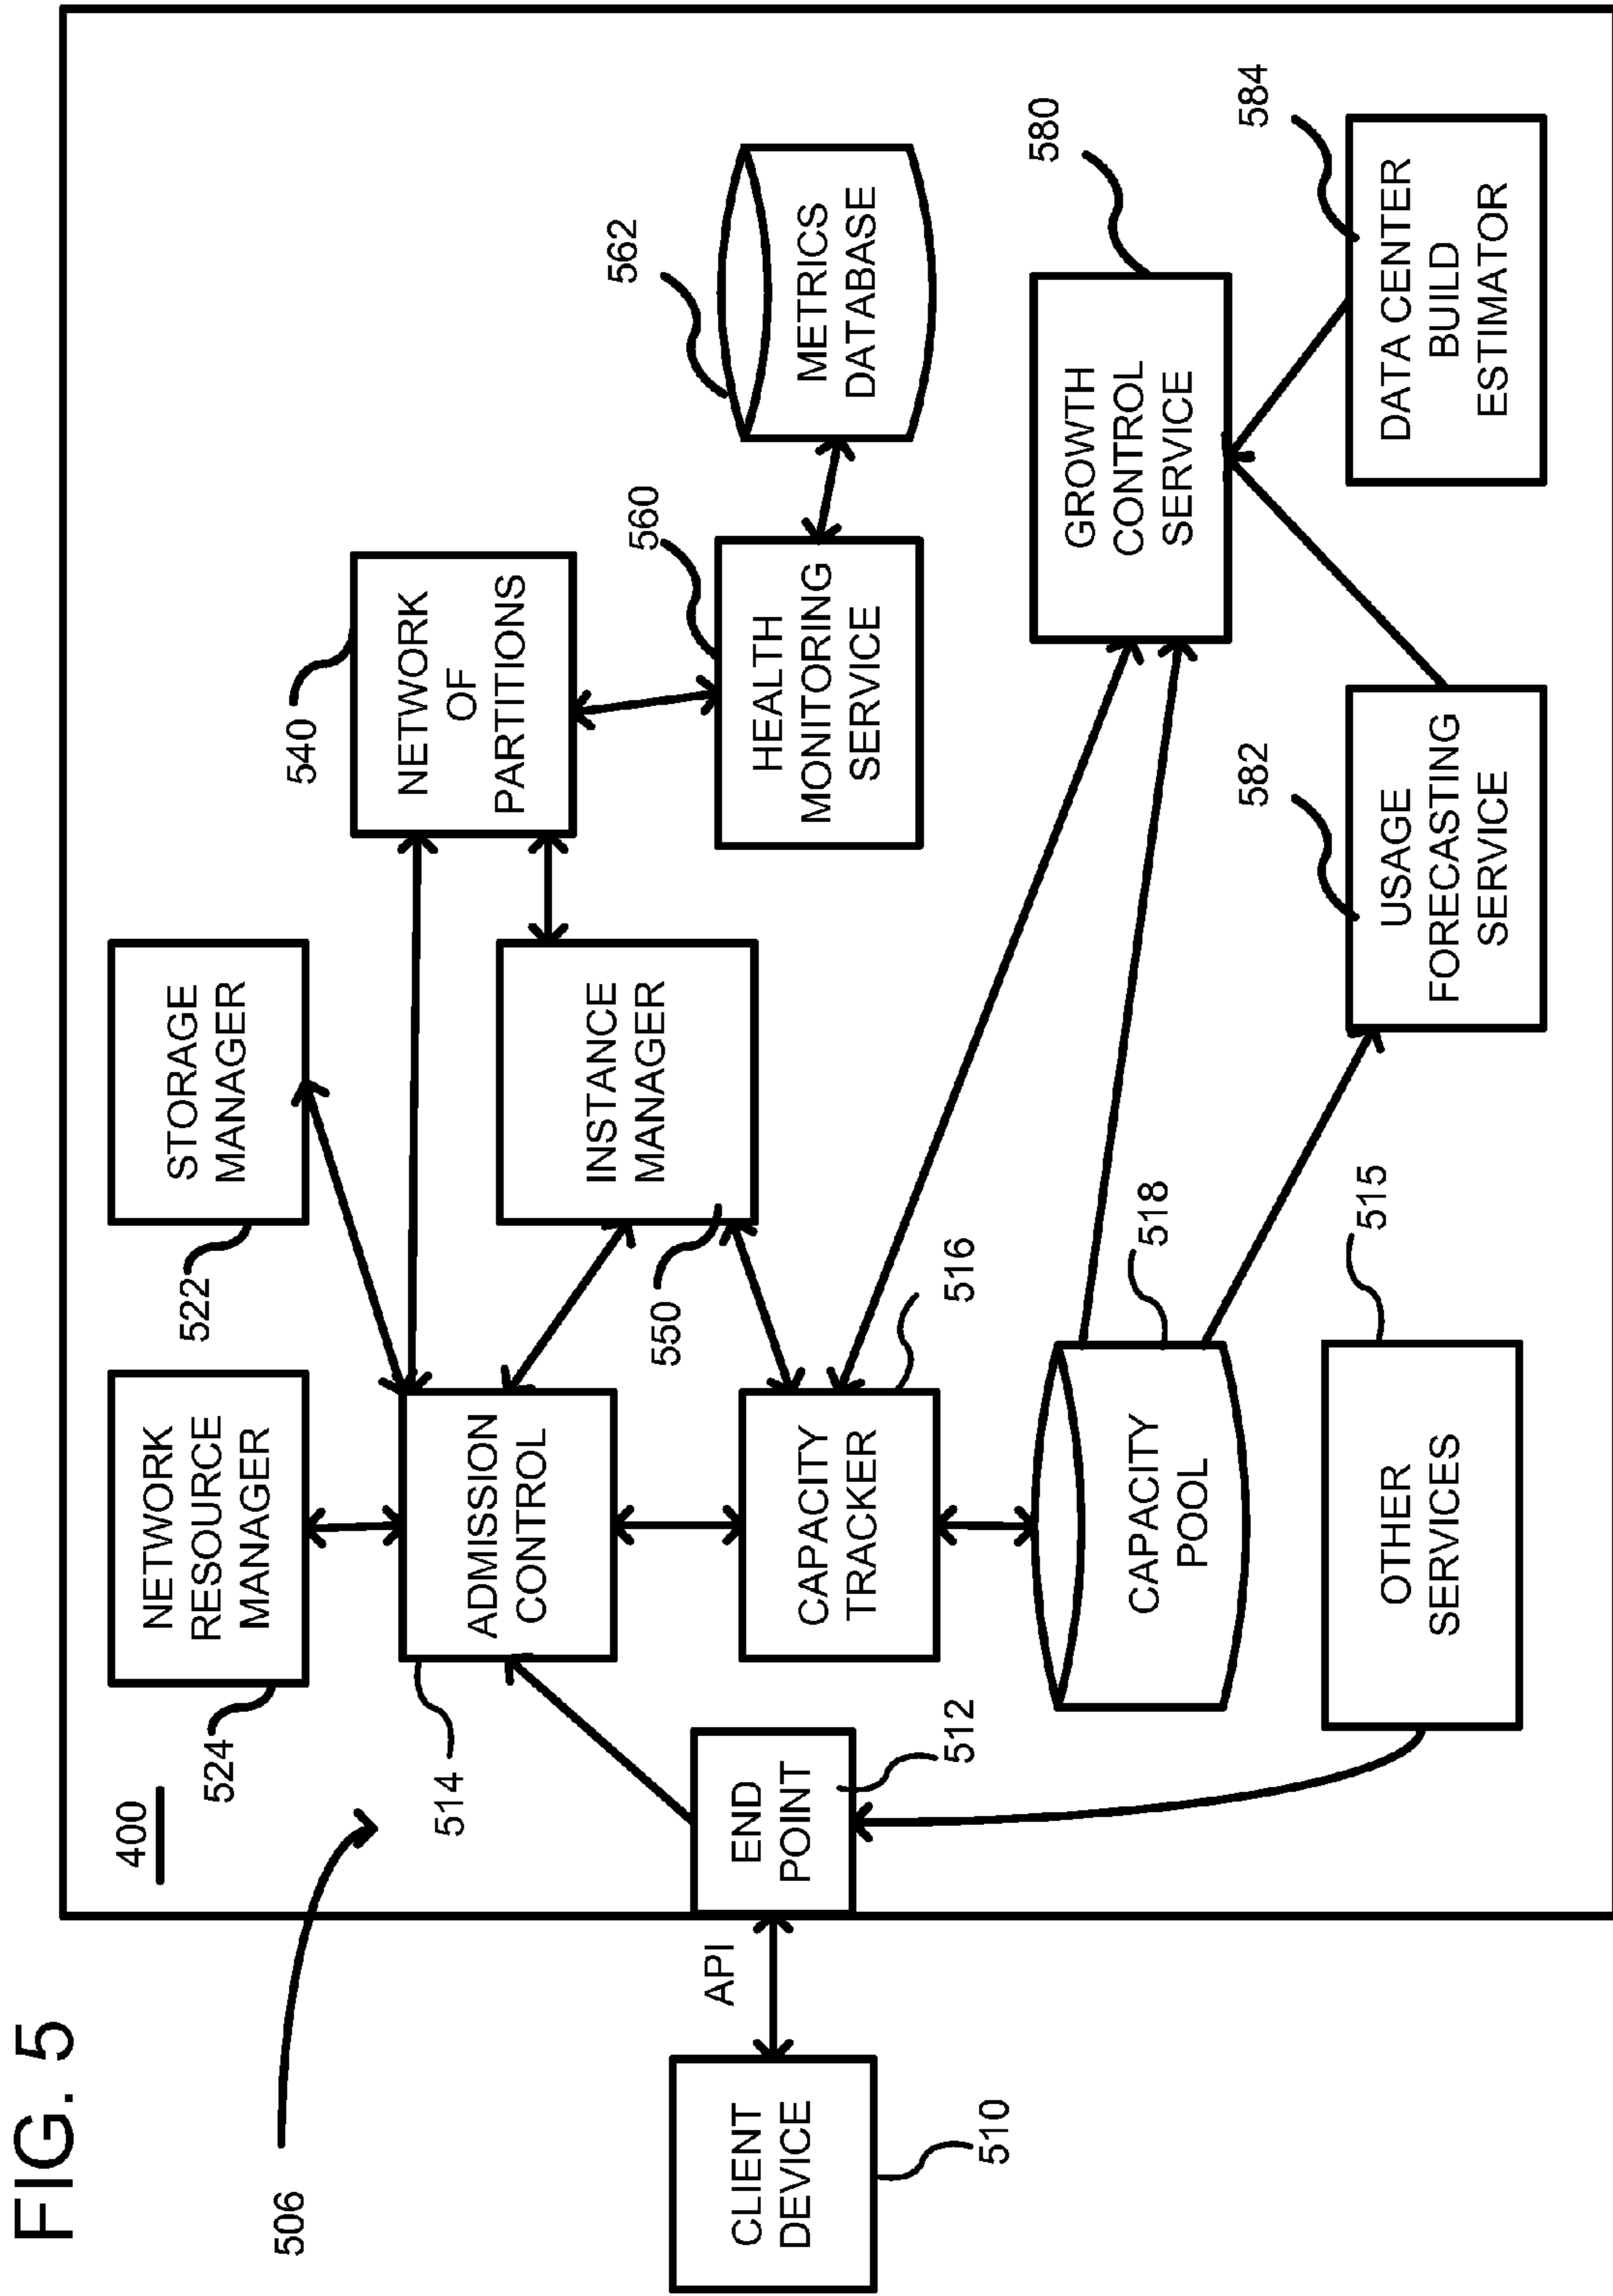 FIG. 5
506
400
524
NETWORK
RESOURCE
MANAGER
522
STORAGE
MANAGER
514
ADMISSION
CONTROL
540
NETWORK
OF
PARTITIONS
550
INSTANCE
MANAGER
560
HEALTH
MONITORING
SERVICE
562
METRICS
DATABASE
CLIENT
DEVICE
510
API
END
POINT
512
CAPACITY
TRACKER
516
CAPACITY
POOL
518
GROWTH
CONTROL
SERVICE
580
OTHER
SERVICES
515
582
USAGE
FORECASTING
SERVICE
584
DATA CENTER
BUILD
ESTIMATOR